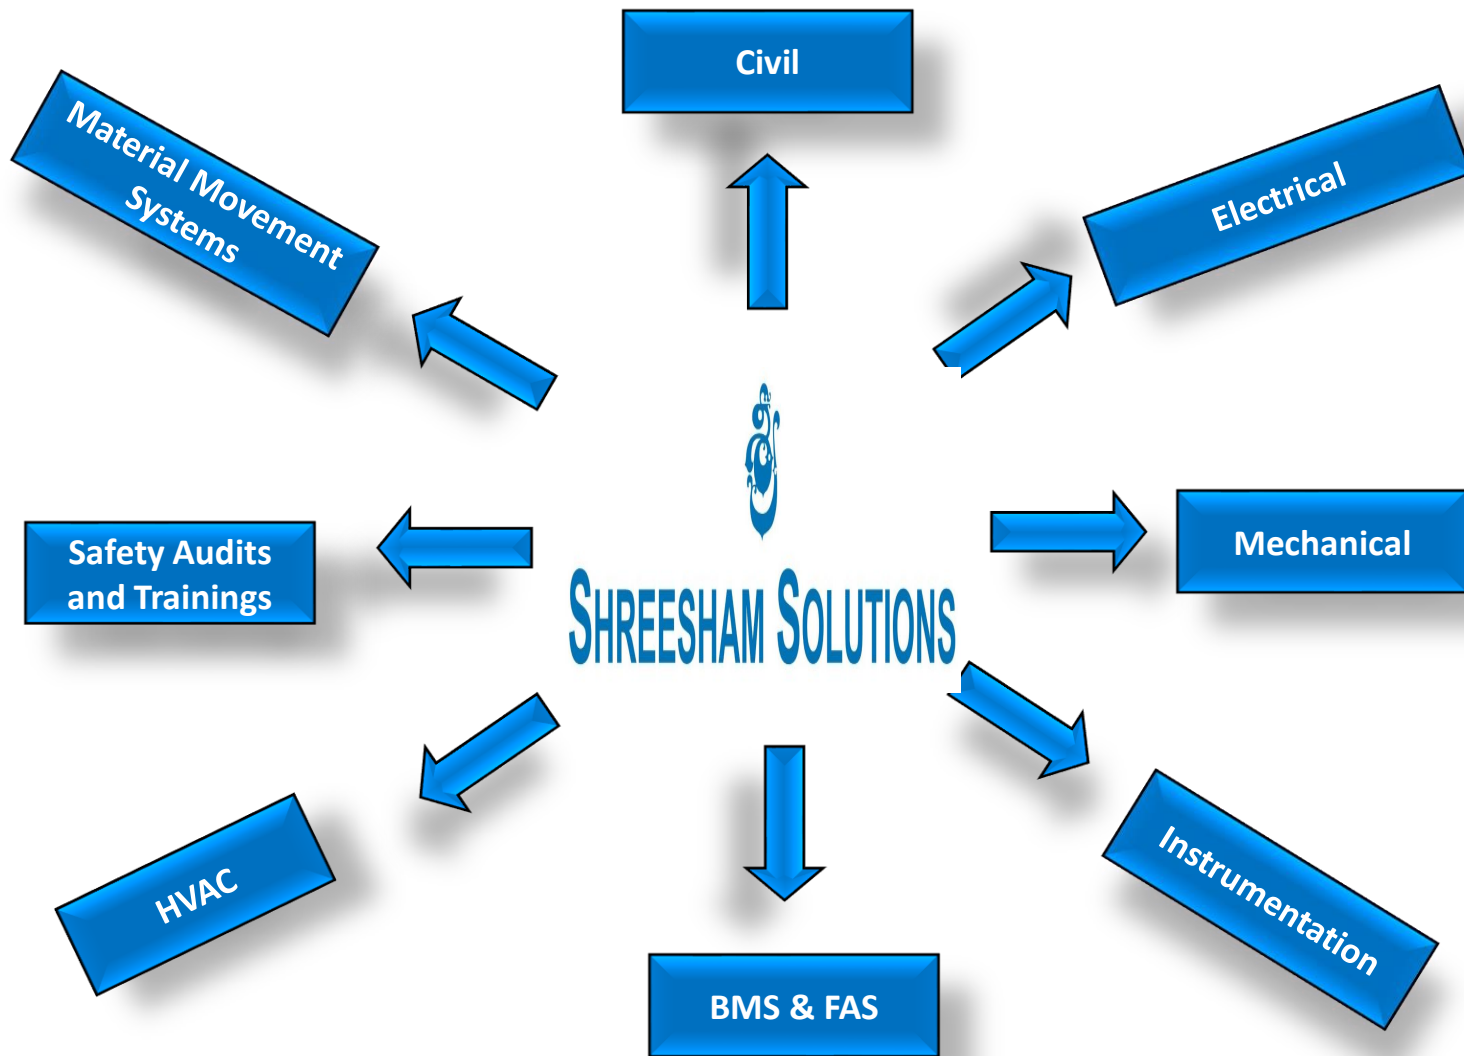 Civil
Material Movement
Systems
Electrical
श्री
SHREESHAM SOLUTIONS
Safety Audits
and Trainings
Mechanical
HVAC
Instrumentation
BMS & FAS